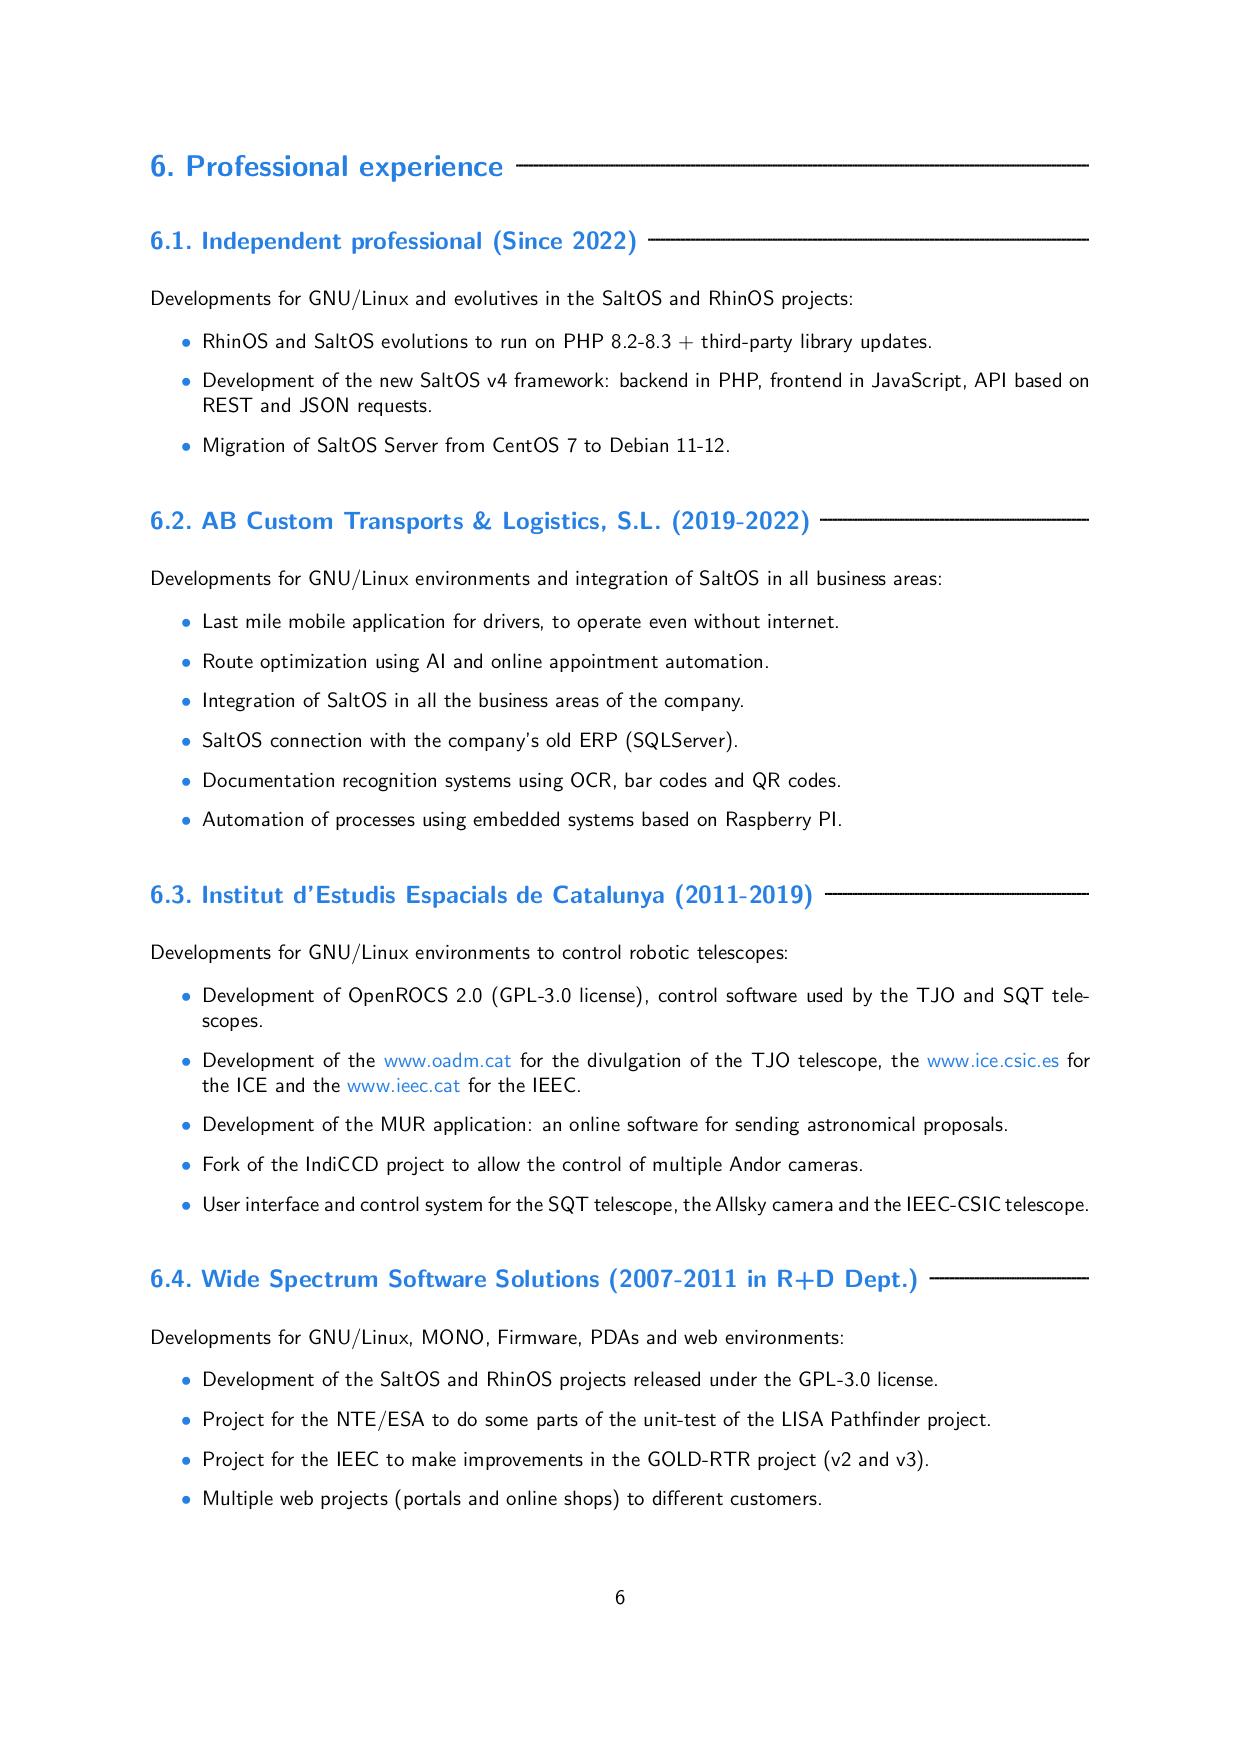 6. Professional experience
6.1. Independent professional (Since 2022)
Developments for GNU/Linux and evolutives in the SaltOS and RhinOS projects:
• RhinOS and SaltOS evolutions to run on PHP 8.2-8.3 + third-party library updates.
• Development of the new SaltOS v4 framework: backend in PHP, frontend in JavaScript, API based on
REST and JSON requests.
• Migration of SaltOS Server from CentOS 7 to Debian 11-12.
6.2. AB Custom Transports & Logistics, S.L. (2019-2022)
Developments for GNU/Linux environments and integration of SaltOS in all business areas:
• Last mile mobile application for drivers, to operate even without internet.
• Route optimization using AI and online appointment automation.
• Integration of SaltOS in all the business areas of the company.
• SaltOS connection with the company's old ERP (SQLServer).
• Documentation recognition systems using OCR, bar codes and QR codes.
• Automation of processes using embedded systems based on Raspberry PI.
6.3. Institut d'Estudis Espacials de Catalunya (2011-2019)
Developments for GNU/Linux environments to control robotic telescopes:
• Development of OpenROCS 2.0 (GPL-3.0 license), control software used by the TJO and SQT tele-
scopes.
• Development of the www.oadm.cat for the divulgation of the TJO telescope, the www.ice.csic.es for
the ICE and the www.ieec.cat for the IEEC.
• Development of the MUR application: an online software for sending astronomical proposals.
• Fork of the IndiCCD project to allow the control of multiple Andor cameras.
• User interface and control system for the SQT telescope, the Allsky camera and the IEEC-CSIC telescope.
6.4. Wide Spectrum Software Solutions (2007-2011 in R+D Dept.)
Developments for GNU/Linux, MONO, Firmware, PDAs and web environments:
• Development of the SaltOS and RhinOS projects released under the GPL-3.0 license.
• Project for the NTE/ESA to do some parts of the unit-test of the LISA Pathfinder project.
• Project for the IEEC to make improvements in the GOLD-RTR project (v2 and v3).
• Multiple web projects (portals and online shops) to different customers.
6